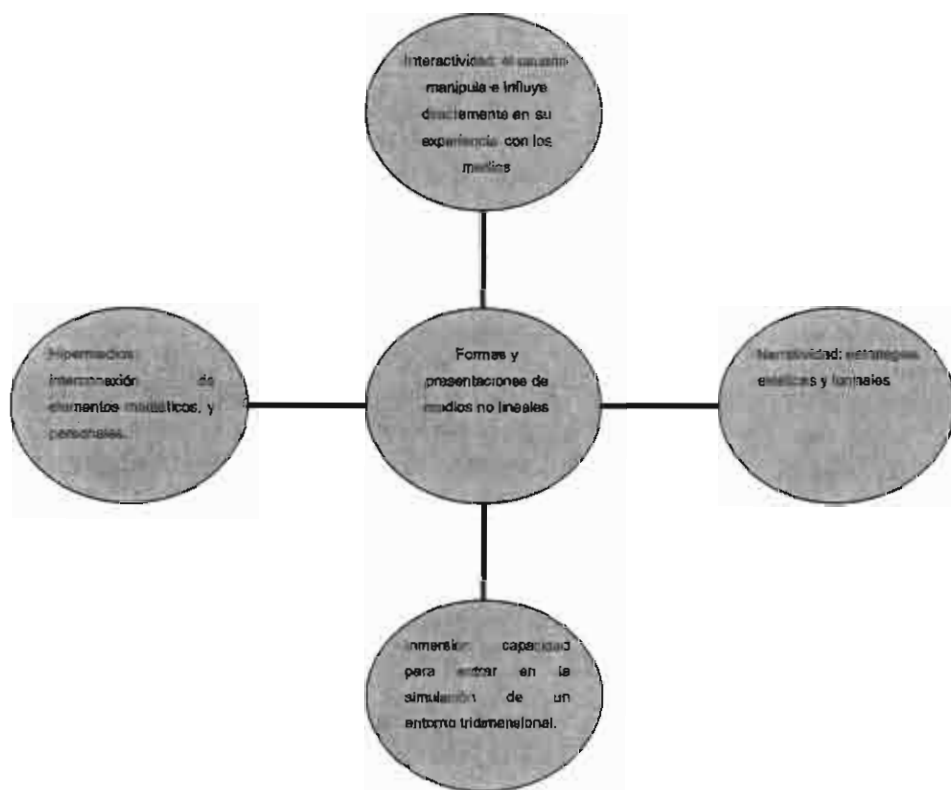 Interactividad: el usuario
manipula e influye
directamente en su
experiencia con los
medios
Hipermedios:
interconexión de
elementos mediáticos, y
personales.
Formas y
presentaciones de
medios no lineales
Narratividad: estrategias
estéticas y formales
Inmersión: capacidad
para entrar en la
simulación de un
entorno tridimensional.